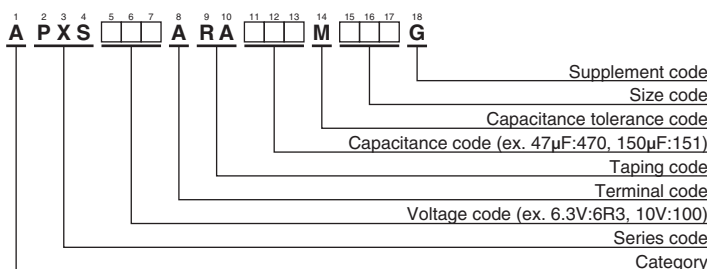 1 2 3 4 5 6 7 8 9 10 11 12 13 14 15 16 17 18
A P X S □□□ A R A □□□ M □□□ G
Supplement code
Size code
Capacitance tolerance code
Capacitance code (ex. 47µF:470, 150µF:151)
Taping code
Terminal code
Voltage code (ex. 6.3V:6R3, 10V:100)
Series code
Category